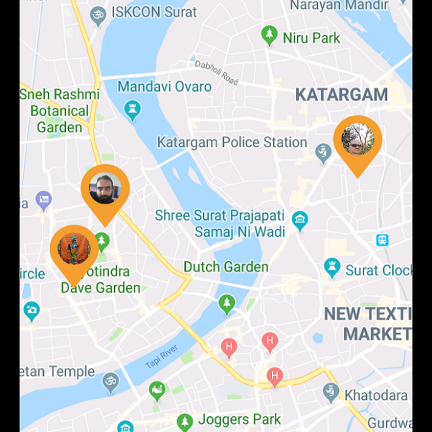 ISKCON Surat
Narayan Mandir
Niru Park
Dabholi Road
Sneh Rashmi
Botanical
Garden
Mandavi Ovaro
KATARGAM
Katargam Police Station
Shree Surat Prajapati
Samaj Ni Wadi
ircle
otindra
Dave Garden
Dutch Garden
Surat Clock
NEW TEXTI
MARKET
H
H
H
Tapi River
etan Temple
Khatodara
Joggers Park
Gurdwa